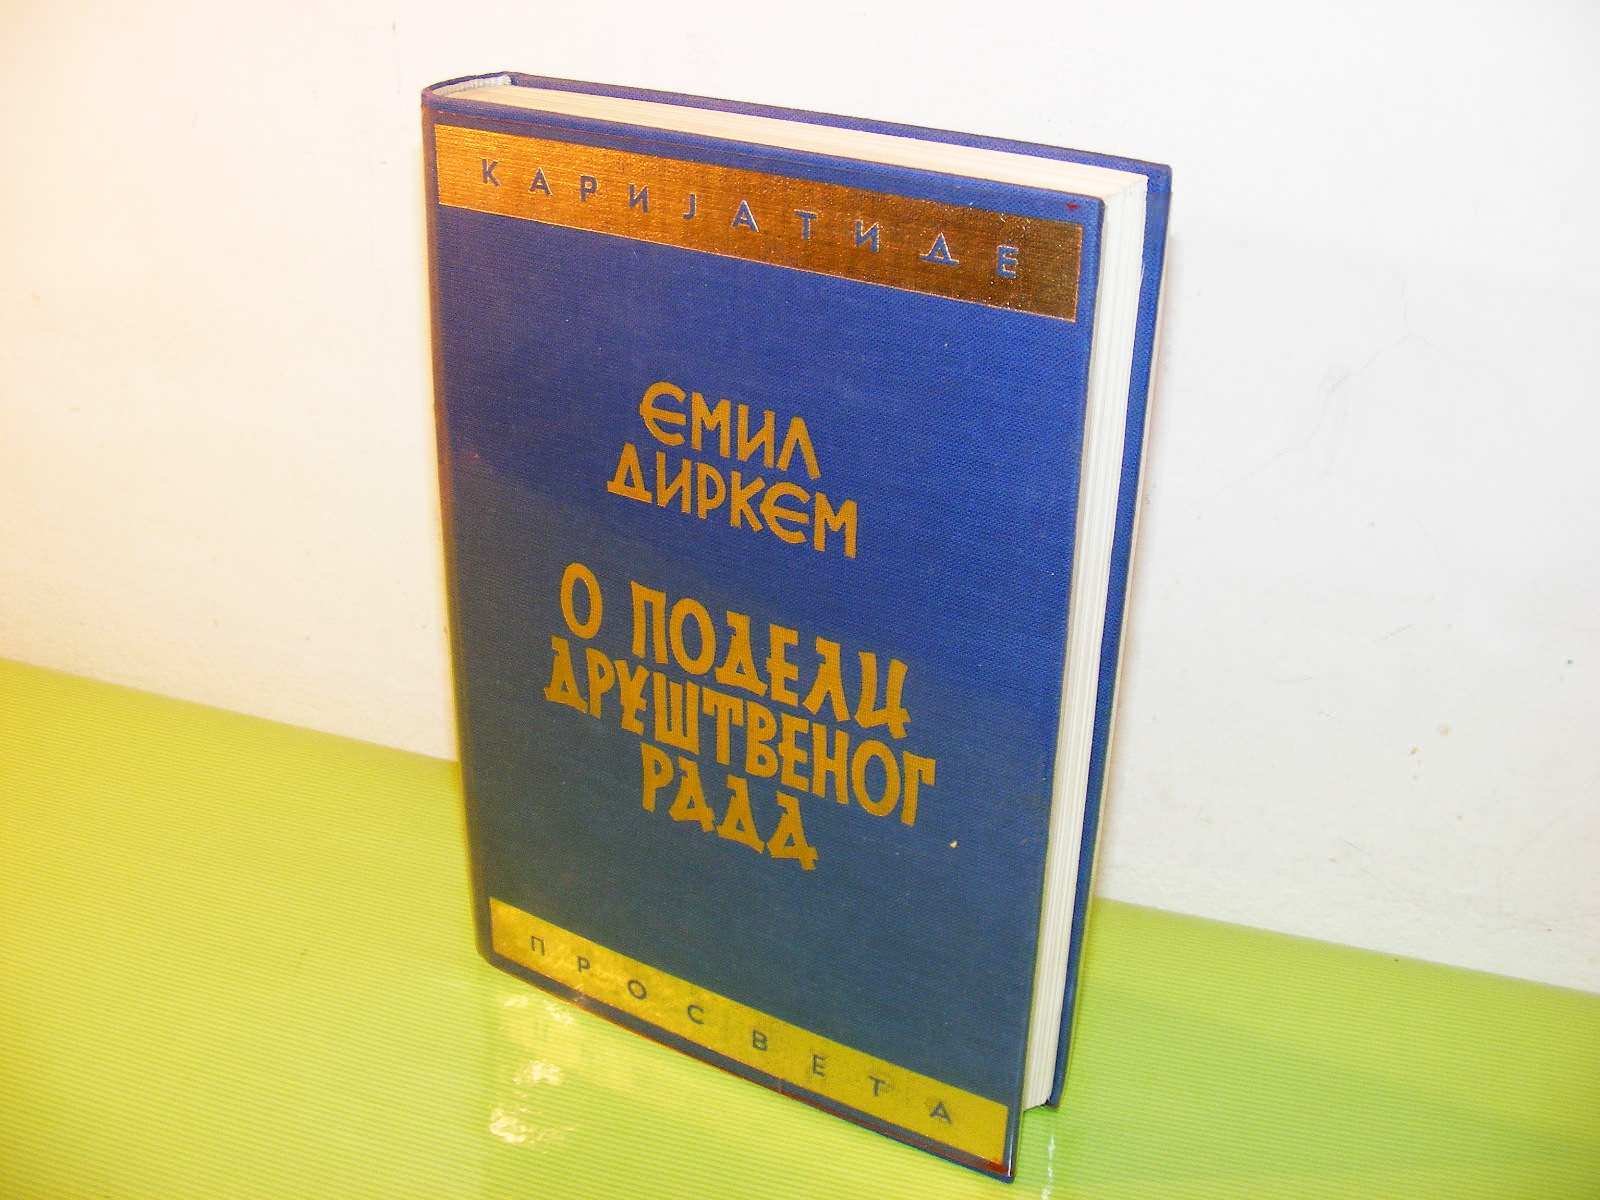 КАРИЈАТИДЕ
ЕМИЛ
ДИРКЕМ
О ПОДЕЛИ
ДРУШТВЕНОГ
РАДА
ПРОСВЕТА